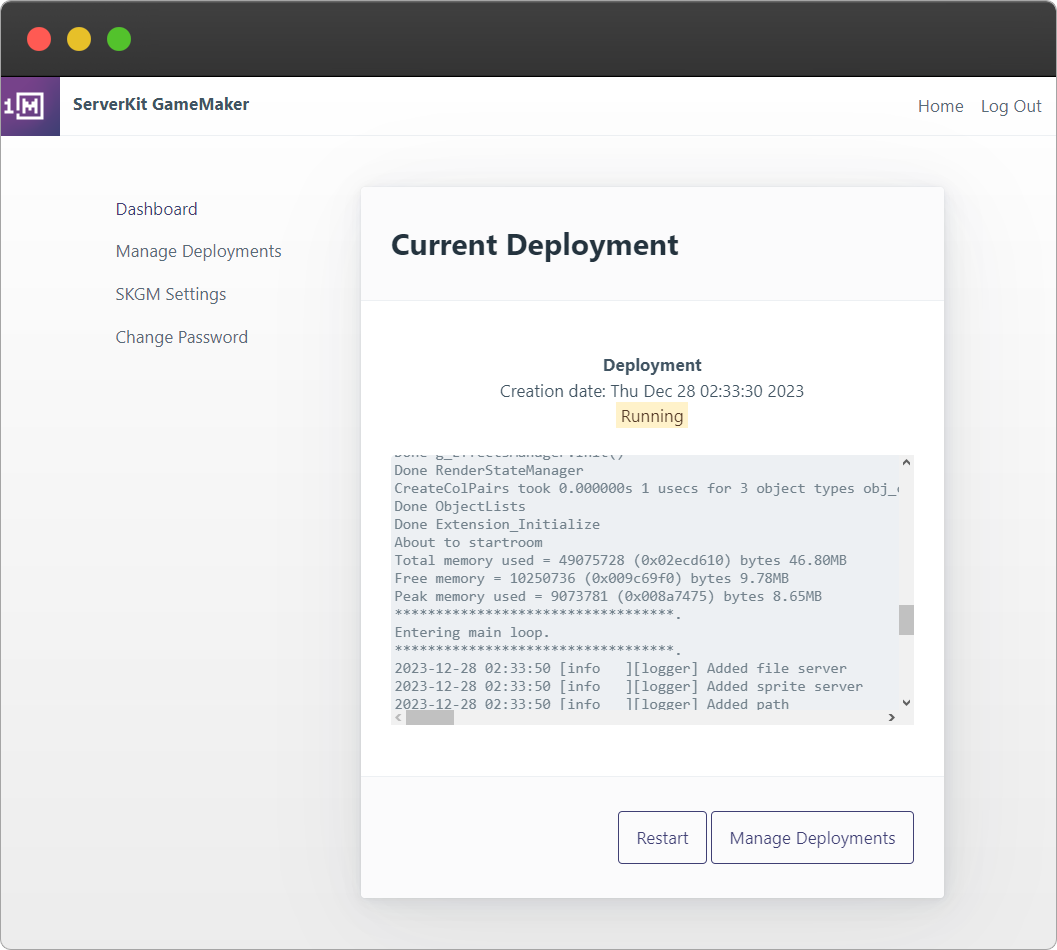 1 M
ServerKit GameMaker
Home
Log Out
Dashboard
Manage Deployments
SKGM Settings
Change Password
Current Deployment
Deployment
Creation date: Thu Dec 28 02:33:30 2023
Running
Done g_EffectsManager.Init()
Done RenderStateManager
CreateColPairs took 0.000000s 1 usecs for 3 object types obj_
Done ObjectLists
Done Extension_Initialize
About to startroom
Total memory used = 49075728 (0x02ecd610) bytes 46.80MB
Free memory = 10250736 (0x009c69f0) bytes 9.78MB
Peak memory used = 9073781 (0x008a7475) bytes 8.65MB
**********************************.
Entering main loop.
**********************************.
2023-12-28 02:33:50 [info   ][logger] Added file server
2023-12-28 02:33:50 [info   ][logger] Added sprite server
2023-12-28 02:33:50 [info   ][logger] Added path
Restart
Manage Deployments